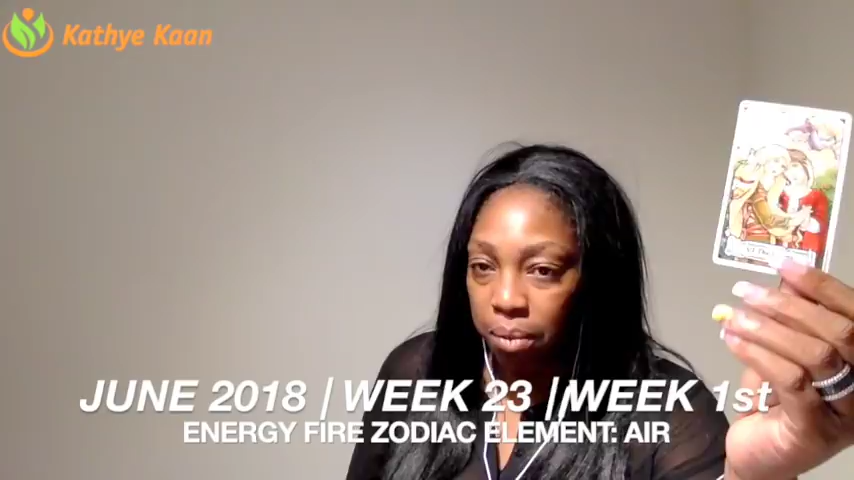 Kathye Kaan
JUNE 2018 | WEEK 23 | WEEK 1st
ENERGY FIRE ZODIAC ELEMENT: AIR